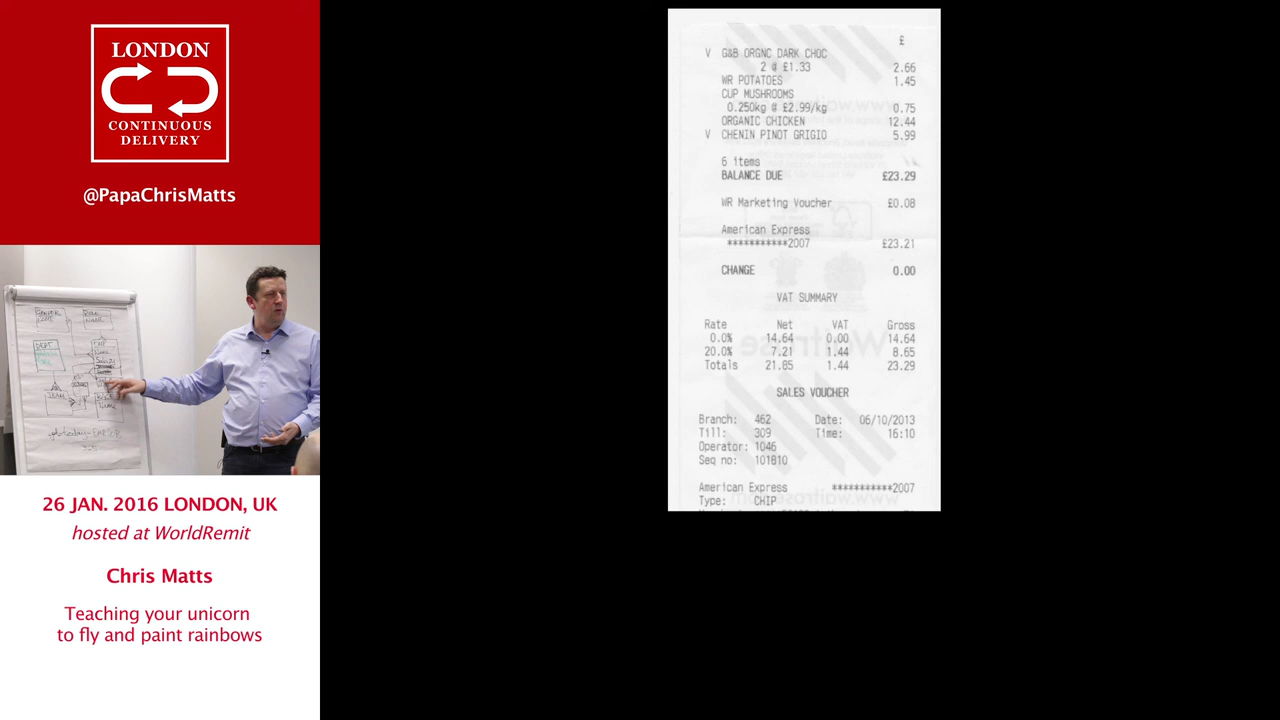 LONDON
CONTINUOUS
DELIVERY
@PapaChrisMatts
26 JAN. 2016 LONDON, UK
hosted at WorldRemit
Chris Matts
Teaching your unicorn
to fly and paint rainbows
£
V G&B ORGNC DARK CHOC
2 @ £1.33 2.66
WR POTATOES 1.45
CUP MUSHROOMS
0.250kg @ £2.99/kg 0.75
ORGANIC CHICKEN 12.44
V CHENIN PINOT GRIGIO 5.99
6 items
BALANCE DUE £23.29
WR Marketing Voucher £0.08
American Express
***********2007 £23.21
CHANGE 0.00
VAT SUMMARY
Rate Net VAT Gross
0.0% 14.64 0.00 14.64
20.0% 7.21 1.44 8.65
Totals 21.85 1.44 23.29
SALES VOUCHER
Branch: 462 Date: 06/10/2013
Till: 309 Time: 16:10
Operator: 1046
Seq no: 101810
American Express ***********2007
Type: CHIP